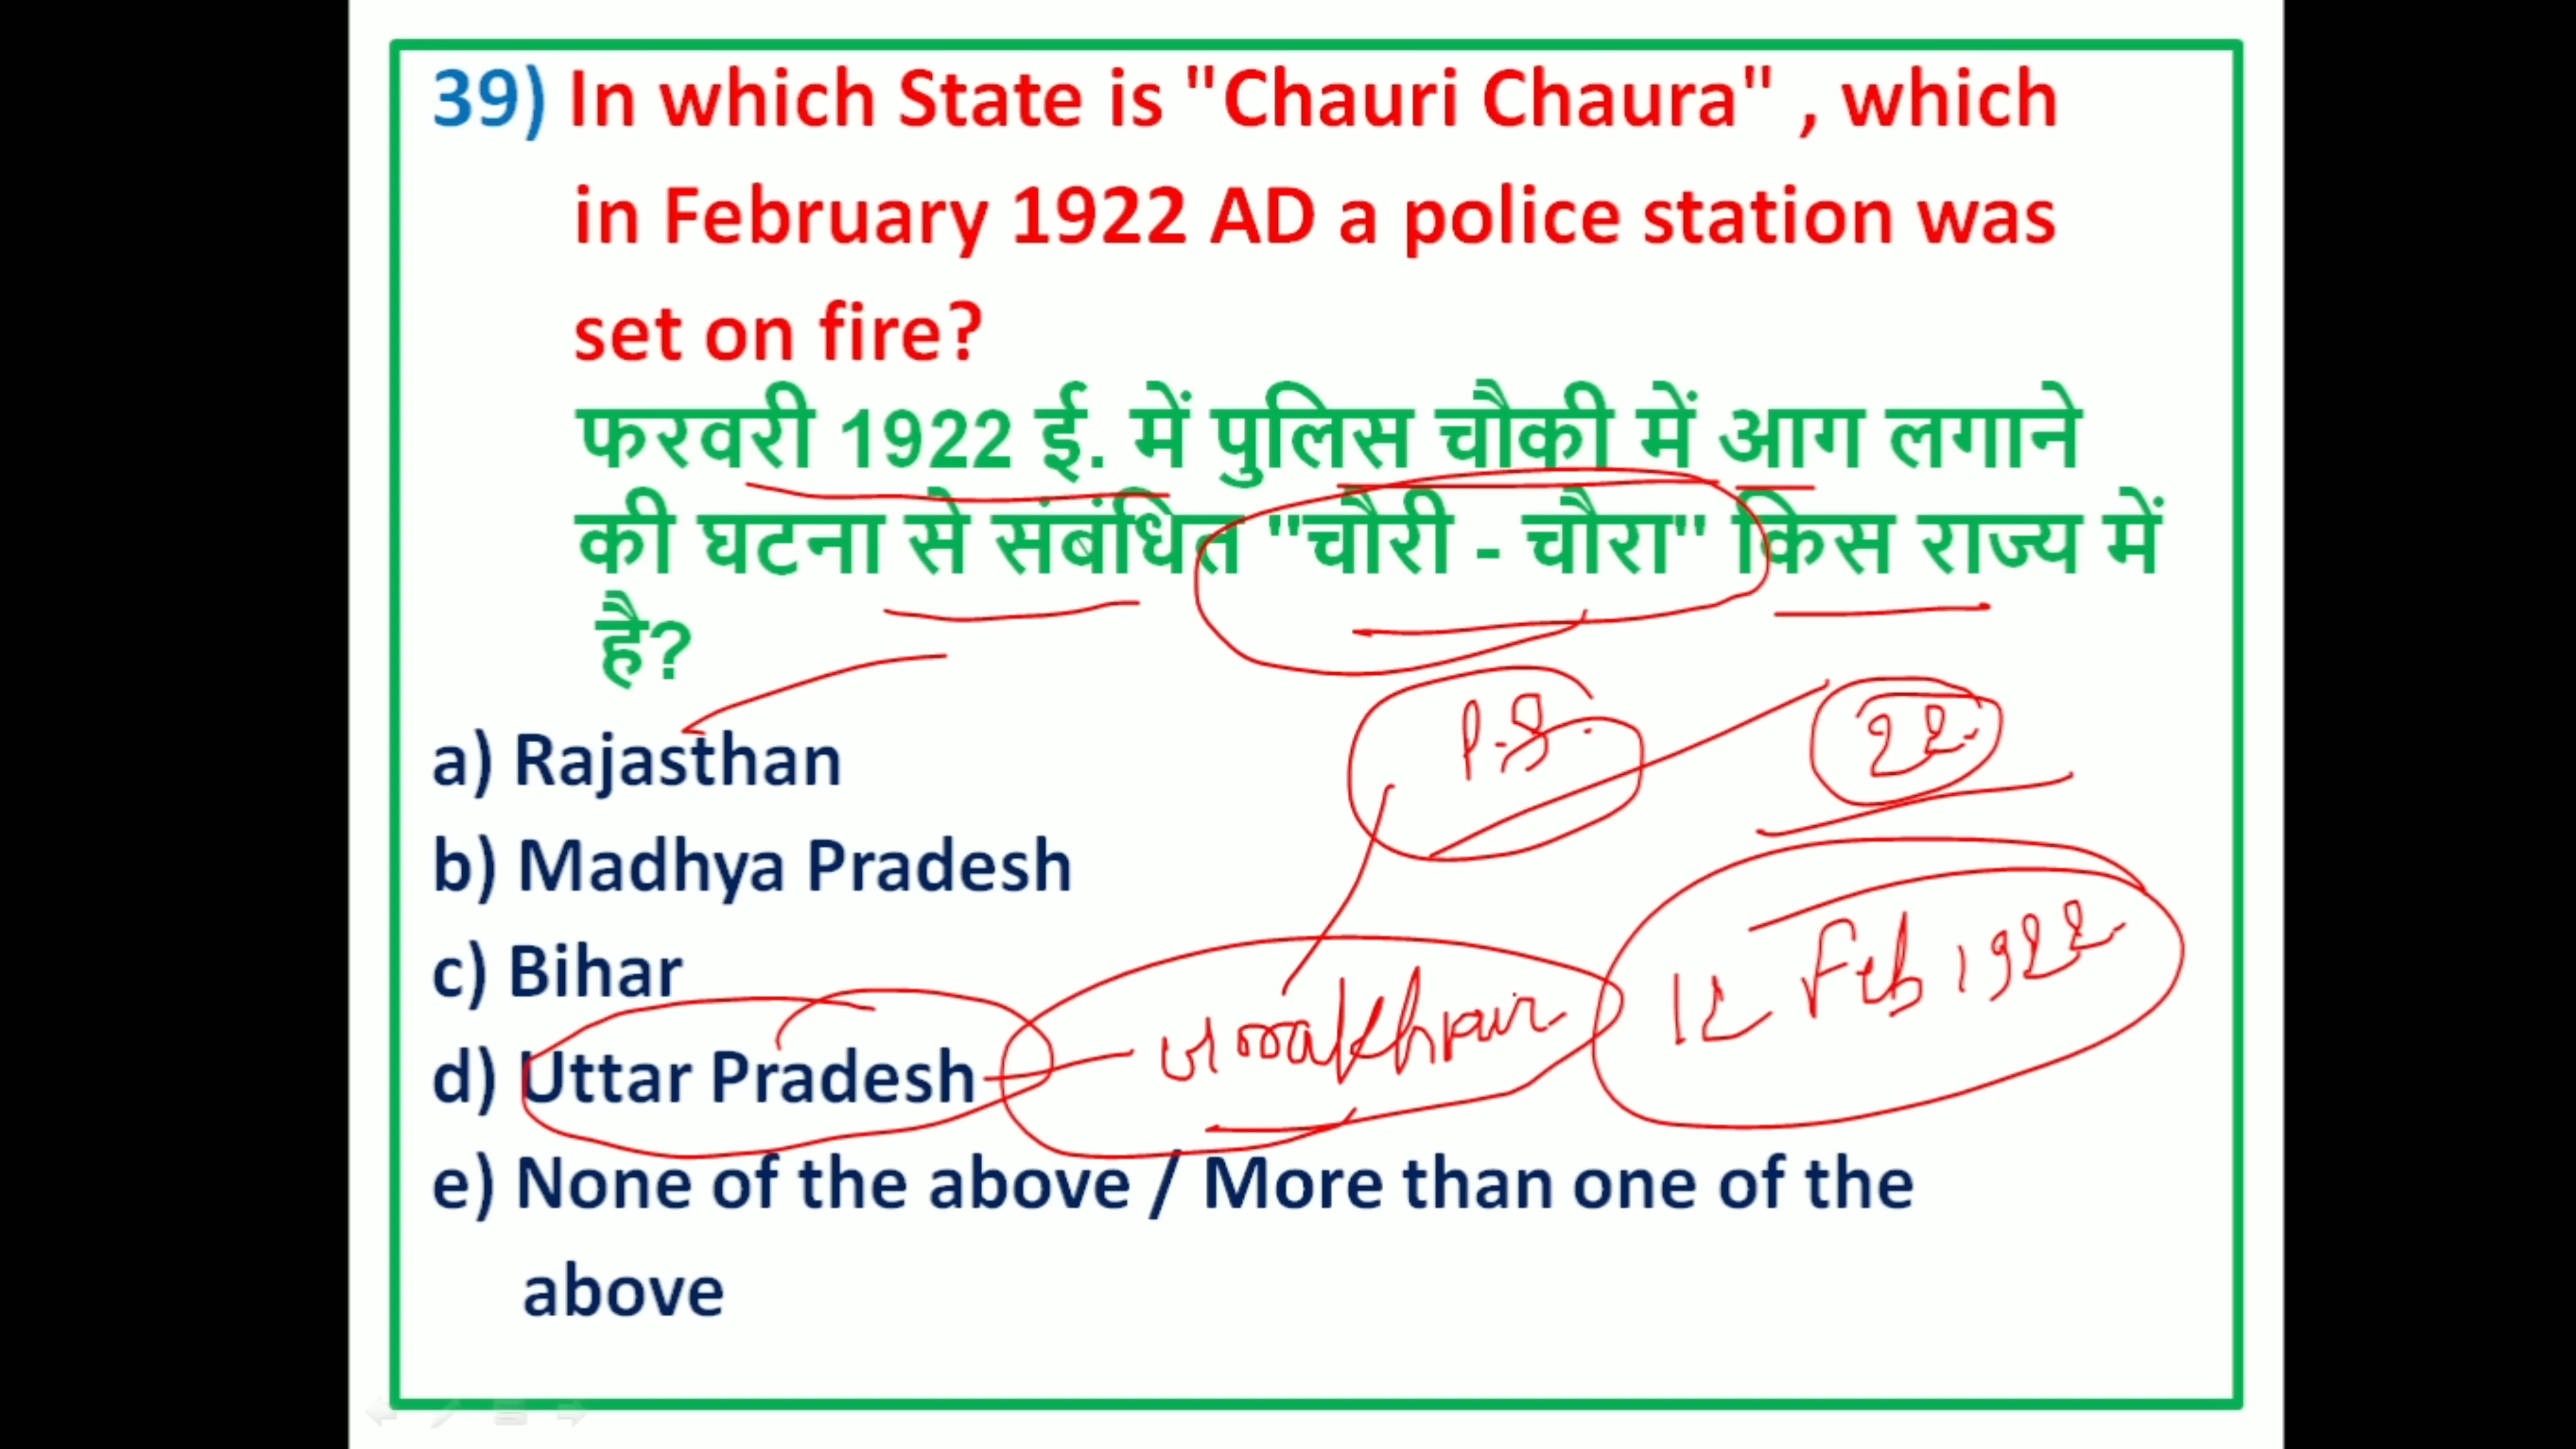 39) In which State is "Chauri Chaura" , which
in February 1922 AD a police station was
set on fire?
फरवरी 1922 ई. में पुलिस चौकी में आग लगाने
की घटना से संबंधित "चौरी - चौरा" किस राज्य में
है?
a) Rajasthan
P.S.
22
b) Madhya Pradesh
c) Bihar
12 Feb 1922
d) Uttar Pradesh
e) None of the above / More than one of the
above